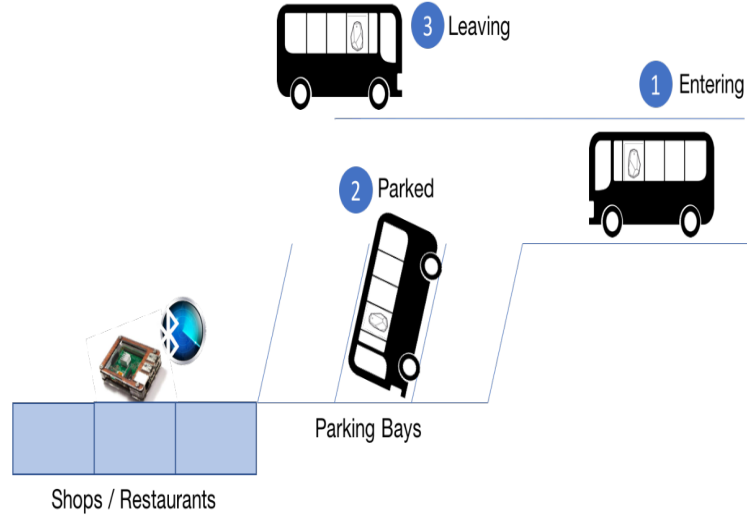 3 Leaving
1 Entering
2 Parked
Parking Bays
Shops / Restaurants